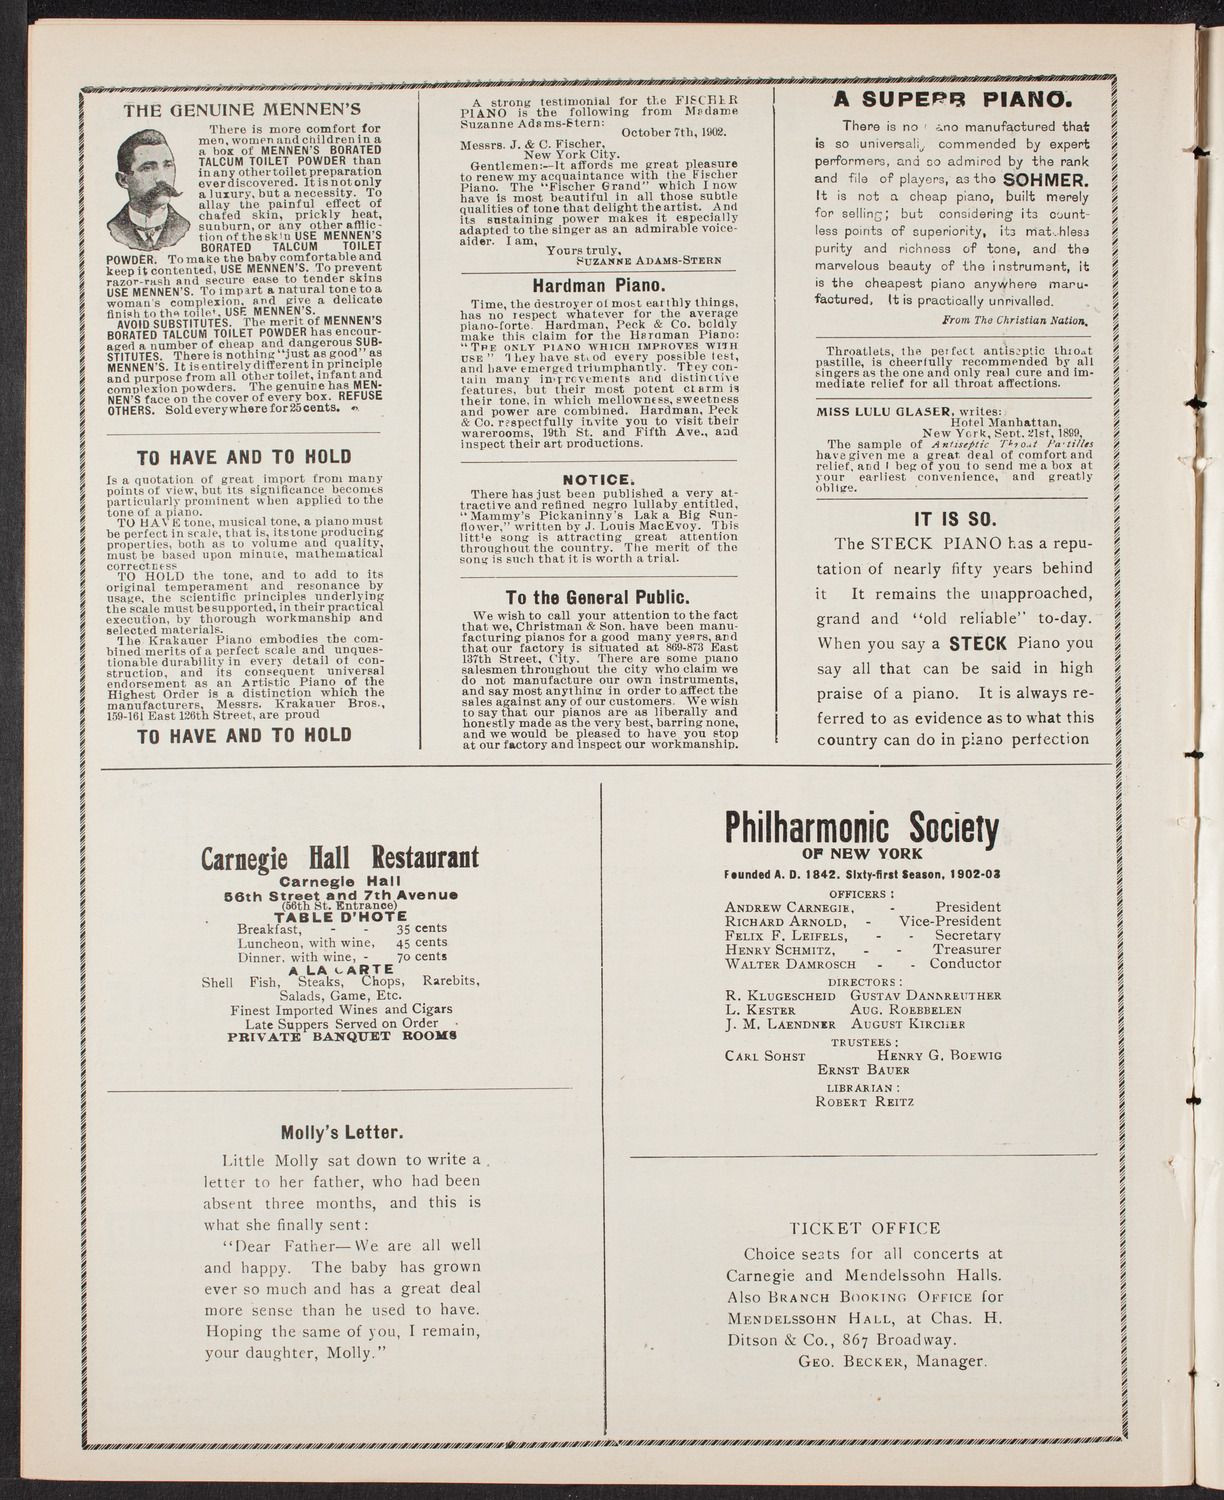 THE GENUINE MENNEN'S
There is more comfort for
men, women and children in a
a box of MENNEN'S BORATED
TALCUM TOILET POWDER than
in any other toilet preparation
ever discovered. It is not only
a luxury, but a necessity. To
allay the painful effect of
chafed skin, prickly heat,
sunburn, or any other afflic-
tion of the skin USE MENNEN'S
BORATED TALCUM TOILET
POWDER. To make the baby comfortable and
keep it contented, USE MENNEN'S. To prevent
razor-rash and secure ease to tender skins
USE MENNEN'S. To impart a natural tone to a
woman's complexion, and give a delicate
finish to the toilet, USE MENNEN'S.
AVOID SUBSTITUTES. The merit of MENNEN'S
BORATED TALCUM TOILET POWDER has encour-
aged a number of cheap and dangerous SUB-
STITUTES. There is nothing "just as good" as
MENNEN'S. It is entirely different in principle
and purpose from all other toilet, infant and
complexion powders. The genuine has MEN-
NEN'S face on the cover of every box. REFUSE
OTHERS. Sold everywhere for 25 cents.
TO HAVE AND TO HOLD
Is a quotation of great import from many
points of view, but its significance becomes
particularly prominent when applied to the
tone of a piano.
TO HAVE tone, musical tone, a piano must
be perfect in scale, that is, its tone producing
properties, both as to volume and quality,
must be based upon minute, mathematical
correctness
TO HOLD the tone, and to add to its
original temperament and resonance by
usage, the scientific principles underlying
the scale must be supported, in their practical
execution, by thorough workmanship and
selected materials.
The Krakauer Piano embodies the com-
bined merits of a perfect scale and unques-
tionable durability in every detail of con-
struction, and its consequent universal
endorsement as an Artistic Piano of the
Highest Order is a distinction which the
manufacturers, Messrs. Krakauer Bros.,
159-161 East 126th Street, are proud
TO HAVE AND TO HOLD
A strong testimonial for the FISCHER
PIANO is the following from Madame
Suzanne Adams-Stern:
October 7th, 1902.
Messrs. J. & C. Fischer,
New York City.
Gentlemen:—It affords me great pleasure
to renew my acquaintance with the Fischer
Piano. The "Fischer Grand" which I now
have is most beautiful in all those subtle
qualities of tone that delight the artist. And
its sustaining power makes it especially
adapted to the singer as an admirable voice-
aider. I am,
Yours truly,
SUZANNE ADAMS-STERN
Hardman Piano.
Time, the destroyer of most earthly things,
has no respect whatever for the average
piano-forte. Hardman, Peck & Co. boldly
make this claim for the Hardman Piano:
"THE ONLY PIANO WHICH IMPROVES WITH
USE" They have stood every possible test,
and have emerged triumphantly. They con-
tain many improvements and distinctive
features, but their most potent charm is
their tone, in which mellowness, sweetness
and power are combined. Hardman, Peck
& Co. respectfully invite you to visit their
warerooms, 19th St. and Fifth Ave., and
inspect their art productions.
NOTICE.
There has just been published a very at-
tractive and refined negro lullaby entitled,
"Mammy's Pickaninny's Lak a Big Sun-
flower," written by J. Louis MacEvoy. This
little song is attracting great attention
throughout the country. The merit of the
song is such that it is worth a trial.
To the General Public.
We wish to call your attention to the fact
that we, Christman & Son, have been manu-
facturing pianos for a good many years, and
that our factory is situated at 869-873 East
137th Street, City. There are some piano
salesmen throughout the city who claim we
do not manufacture our own instruments,
and say most anything in order to affect the
sales against any of our customers. We wish
to say that our pianos are as liberally and
honestly made as the very best, barring none,
and we would be pleased to have you stop
at our factory and inspect our workmanship.
A SUPERB PIANO.
There is no piano manufactured that
is so universally commended by expert
performers, and so admired by the rank
and file of players, as the SOHMER.
It is not a cheap piano, built merely
for selling; but considering its count-
less points of superiority, its matchless
purity and richness of tone, and the
marvelous beauty of the instrument, it
is the cheapest piano anywhere manu-
factured. It is practically unrivalled.
From The Christian Nation.
Throatlets, the perfect antiseptic throat
pastille, is cheerfully recommended by all
singers as the one and only real cure and im-
mediate relief for all throat affections.
MISS LULU GLASER, writes:
Hotel Manhattan,
New York, Sept. 21st, 1899,
The sample of Antiseptic Throat Pastilles
have given me a great deal of comfort and
relief, and I beg of you to send me a box at
your earliest convenience, and greatly
oblige.
IT IS SO.
The STECK PIANO has a repu-
tation of nearly fifty years behind
it It remains the unapproached,
grand and "old reliable" to-day.
When you say a STECK Piano you
say all that can be said in high
praise of a piano. It is always re-
ferred to as evidence as to what this
country can do in piano perfection
Carnegie Hall Restaurant
Carnegie Hall
56th Street and 7th Avenue
(56th St. Entrance)
TABLE D'HOTE
Breakfast, - - 35 cents
Luncheon, with wine, 45 cents
Dinner, with wine, - 70 cents
A LA CARTE
Shell Fish, Steaks, Chops, Rarebits,
Salads, Game, Etc.
Finest Imported Wines and Cigars
Late Suppers Served on Order
PRIVATE BANQUET ROOMS
Molly's Letter.
Little Molly sat down to write a
letter to her father, who had been
absent three months, and this is
what she finally sent:
"Dear Father—We are all well
and happy. The baby has grown
ever so much and has a great deal
more sense than he used to have.
Hoping the same of you, I remain,
your daughter, Molly."
Philharmonic Society
OF NEW YORK
Founded A. D. 1842. Sixty-first Season, 1902-03
OFFICERS:
ANDREW CARNEGIE, - President
RICHARD ARNOLD, - Vice-President
FELIX F. LEIFELS, - - Secretary
HENRY SCHMITZ, - - Treasurer
WALTER DAMROSCH - - Conductor
DIRECTORS:
R. KLUGESCHEID GUSTAV DANNREUTHER
L. KESTER AUG. ROEBBELEN
J. M. LAENDNER AUGUST KIRCHER
TRUSTEES:
CARL SOHST HENRY G. BOEWIG
ERNST BAUER
LIBRARIAN:
ROBERT REITZ
TICKET OFFICE
Choice seats for all concerts at
Carnegie and Mendelssohn Halls.
Also BRANCH BOOKING OFFICE for
MENDELSSOHN HALL, at Chas. H.
Ditson & Co., 867 Broadway.
GEO. BECKER, Manager.